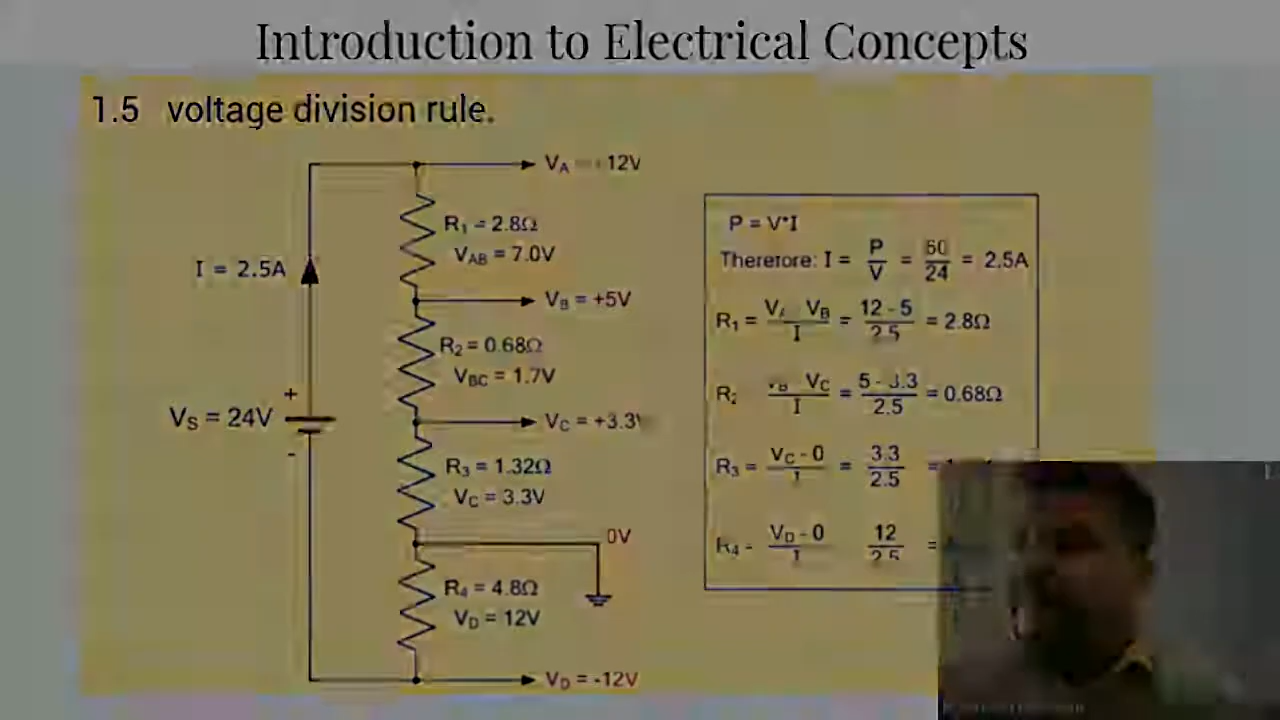 Introduction to Electrical Concepts
1.5 voltage division rule.
VA = +12V
R1 = 2.8Ω
VAB = 7.0V
I = 2.5A
VB = +5V
R2 = 0.68Ω
VBC = 1.7V
+
VS = 24V
-
VC = +3.3V
R3 = 1.32Ω
VC = 3.3V
0V
R4 = 4.8Ω
VD = 12V
VD = -12V
P = V*I
Therefore: I = P/V = 60/24 = 2.5A
R1 = VA VB / I = 12 - 5 / 2.5 = 2.8Ω
R2 VB VC / I = 5 - 3.3 / 2.5 = 0.68Ω
R3 = VC - 0 / I = 3.3 / 2.5 =
R4 - VD - 0 / I 12 / 2.5 =